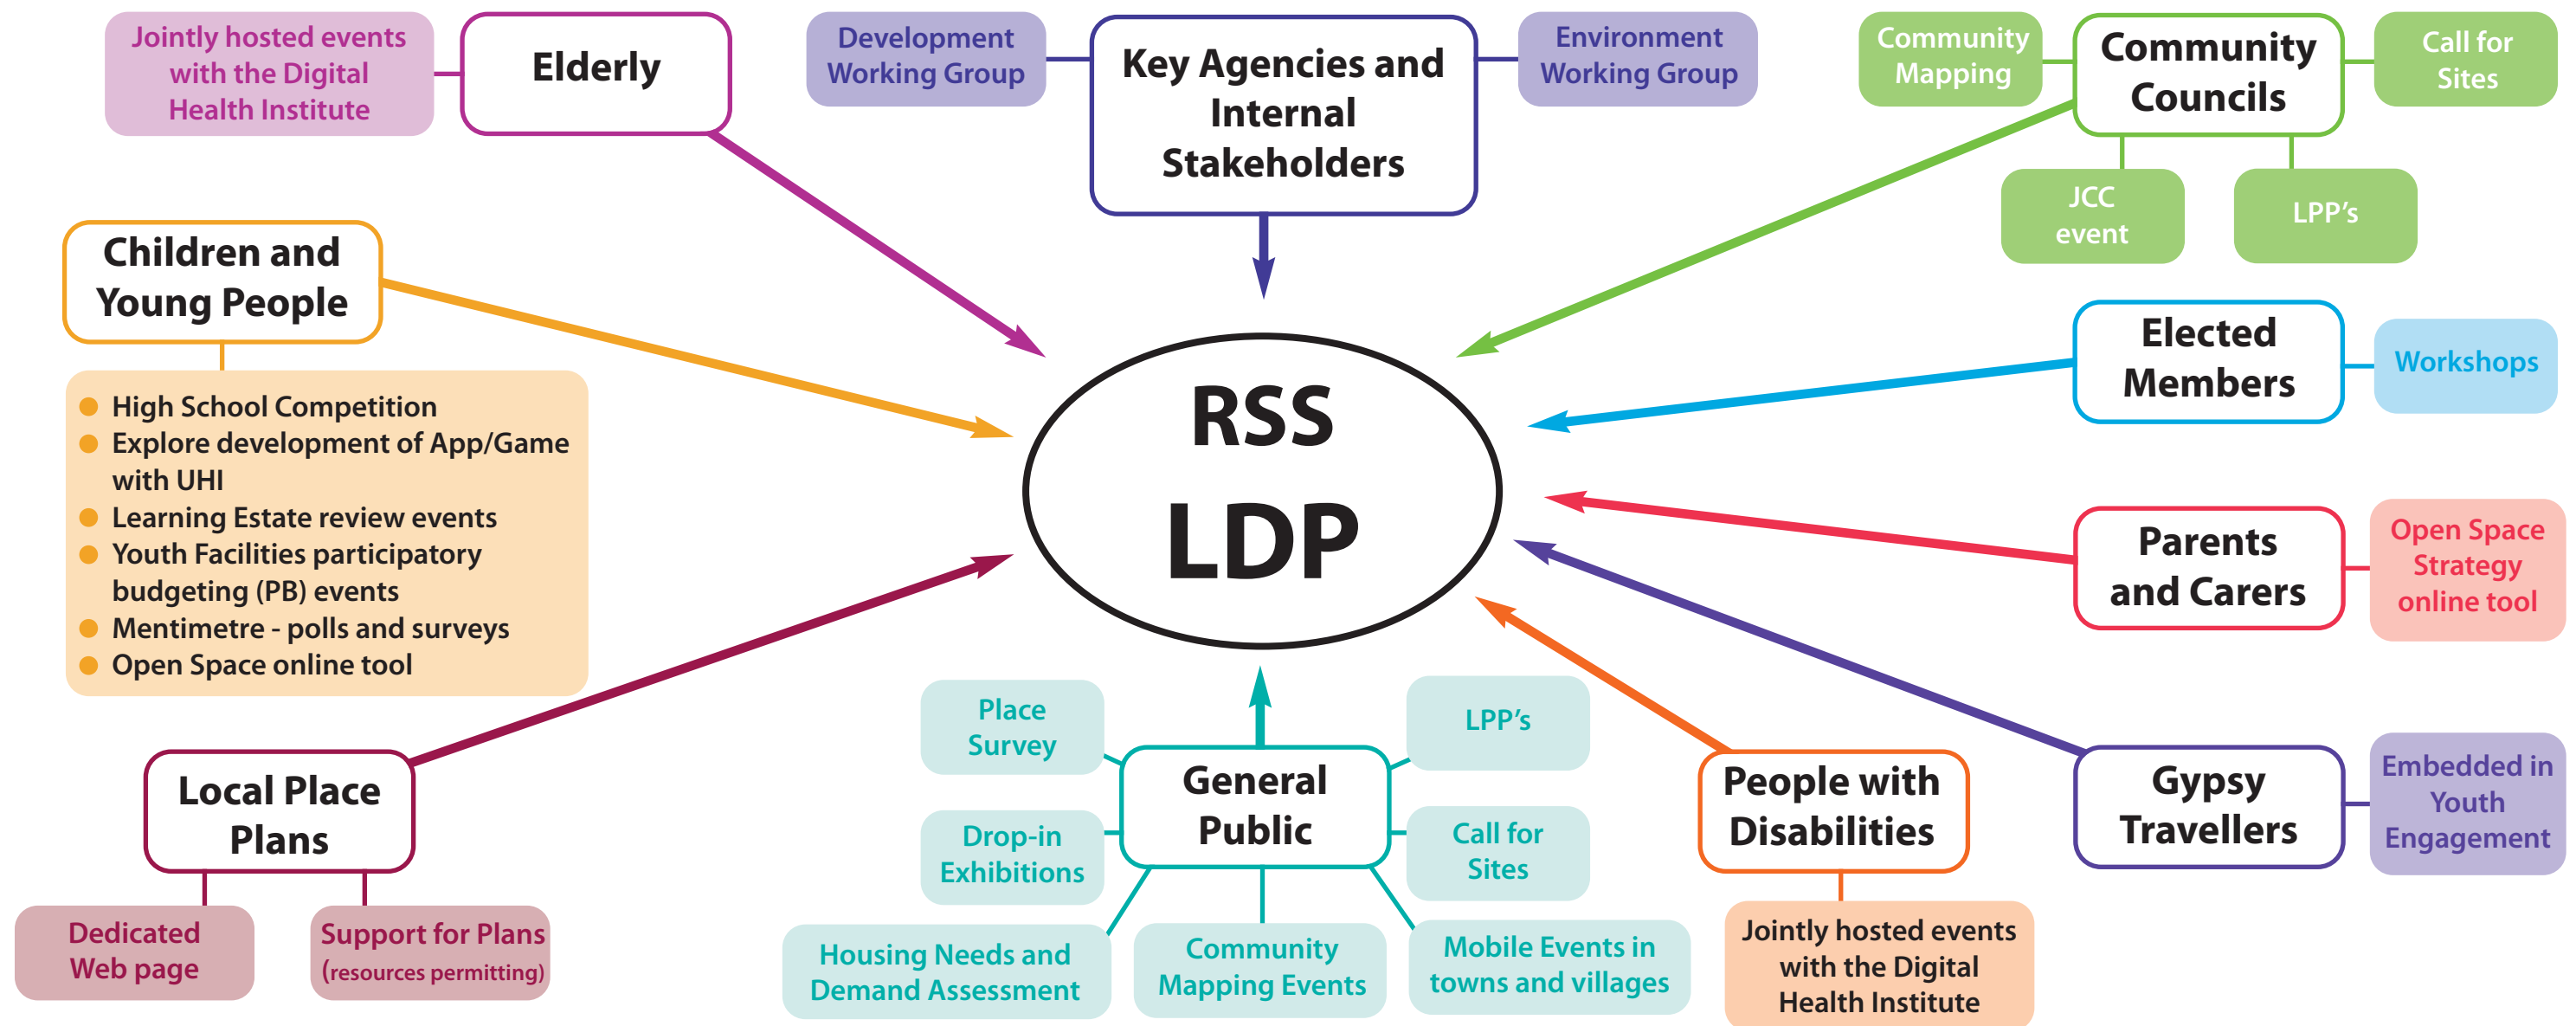 Jointly hosted events
with the Digital
Health Institute
Elderly
Development
Working Group
Key Agencies and
Internal
Stakeholders
Environment
Working Group
Community
Mapping
Community
Councils
Call for
Sites
JCC
event
LPP’s
Children and
Young People
High School Competition
Explore development of App/Game
with UHI
Learning Estate review events
Youth Facilities participatory
budgeting (PB) events
Mentimetre - polls and surveys
Open Space online tool
RSS
LDP
Elected
Members
Workshops
Parents
and Carers
Open Space
Strategy
online tool
Local Place
Plans
Dedicated
Web page
Support for Plans
(resources permitting)
Place
Survey
LPP’s
General
Public
Drop-in
Exhibitions
Call for
Sites
Housing Needs and
Demand Assessment
Community
Mapping Events
Mobile Events in
towns and villages
People with
Disabilities
Jointly hosted events
with the Digital
Health Institute
Gypsy
Travellers
Embedded in
Youth
Engagement